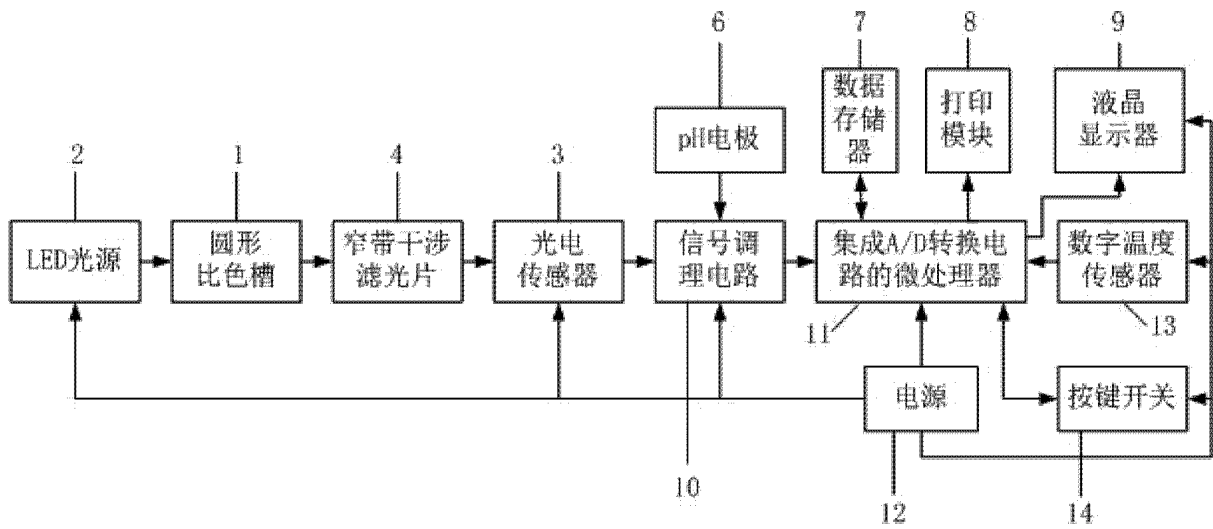 6
7
8
9
数据
存储
器
打印
模块
液晶
显示器
pH电极
2
1
4
3
LED光源
圆形
比色槽
窄带干涉
滤光片
光电
传感器
信号调
理电路
集成A/D转换电
路的微处理器
数字温度
传感器
11
13
电源
按键开关
10
12
14